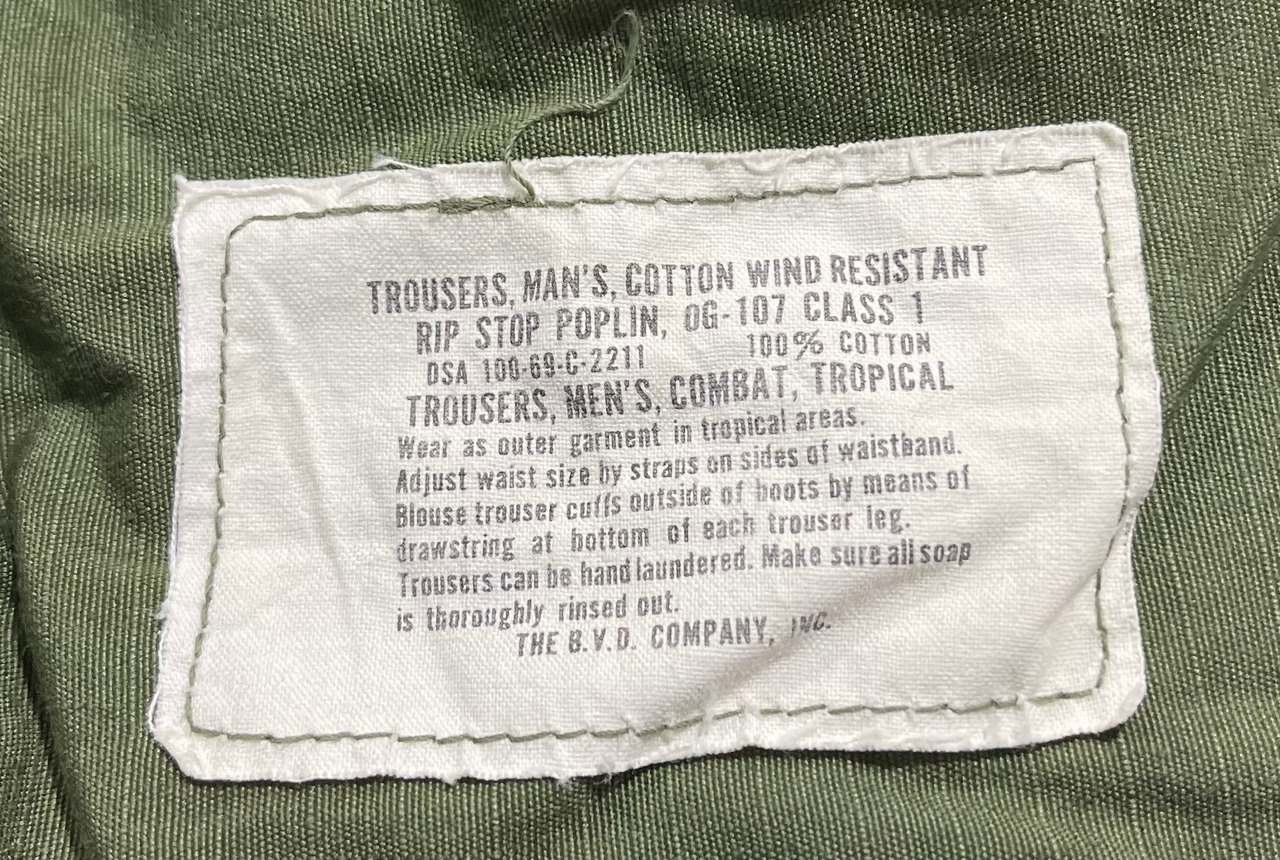 TROUSERS, MAN'S, COTTON WIND RESISTANT
RIP STOP POPLIN, OG-107 CLASS 1
DSA 100-69-C-2211 100% COTTON
TROUSERS, MEN'S, COMBAT, TROPICAL
Wear as outer garment in tropical areas.
Adjust waist size by straps on sides of waistband.
Blouse trouser cuffs outside of boots by means of
drawstring at bottom of each trouser leg.
Trousers can be hand laundered. Make sure all soap
is thoroughly rinsed out.
THE B.V.D. COMPANY, INC.